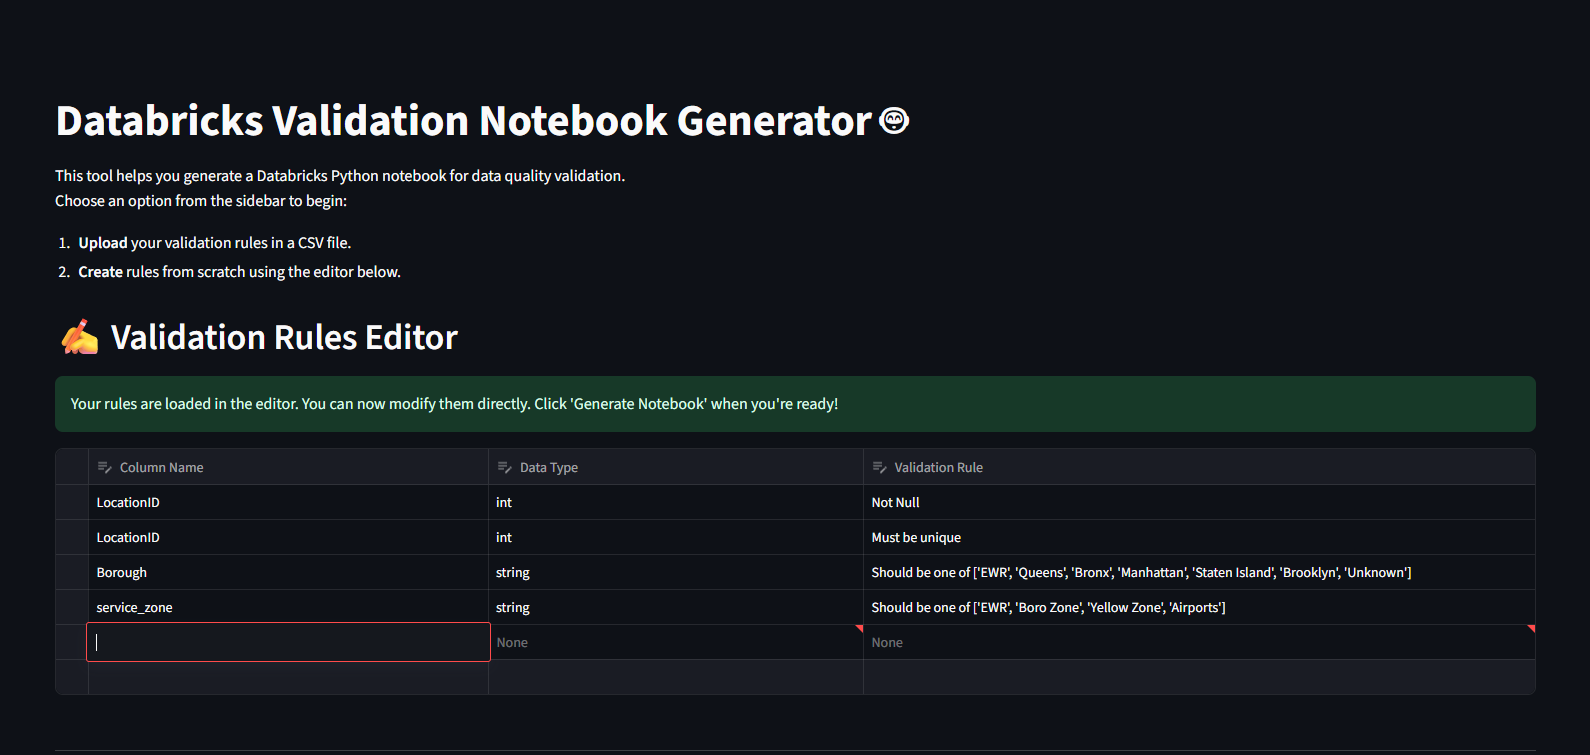 Databricks Validation Notebook Generator
This tool helps you generate a Databricks Python notebook for data quality validation.
Choose an option from the sidebar to begin:
1. Upload your validation rules in a CSV file.
2. Create rules from scratch using the editor below.
Validation Rules Editor
Your rules are loaded in the editor. You can now modify them directly. Click 'Generate Notebook' when you're ready!
Column Name Data Type Validation Rule
LocationID int Not Null
LocationID int Must be unique
Borough string Should be one of ['EWR', 'Queens', 'Bronx', 'Manhattan', 'Staten Island', 'Brooklyn', 'Unknown']
service_zone string Should be one of ['EWR', 'Boro Zone', 'Yellow Zone', 'Airports']
None None